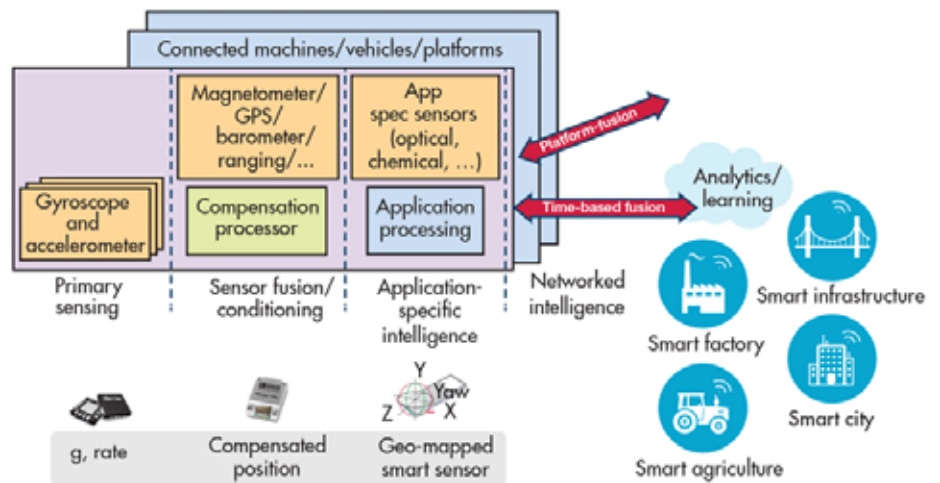 Connected machines/vehicles/platforms
Magnetometer/
GPS/
barometer/
ranging/...
App
spec sensors
(optical,
chemical, ...)
Platform-fusion
Gyroscope
and
accelerometer
Compensation
processor
Application
processing
Time-based fusion
Analytics/
learning
Primary
sensing
Sensor fusion/
conditioning
Application-
specific
intelligence
Networked
intelligence
Smart infrastructure
Smart factory
Smart city
Smart agriculture
Y
Yaw
Z
X
g, rate
Compensated
position
Geo-mapped
smart sensor